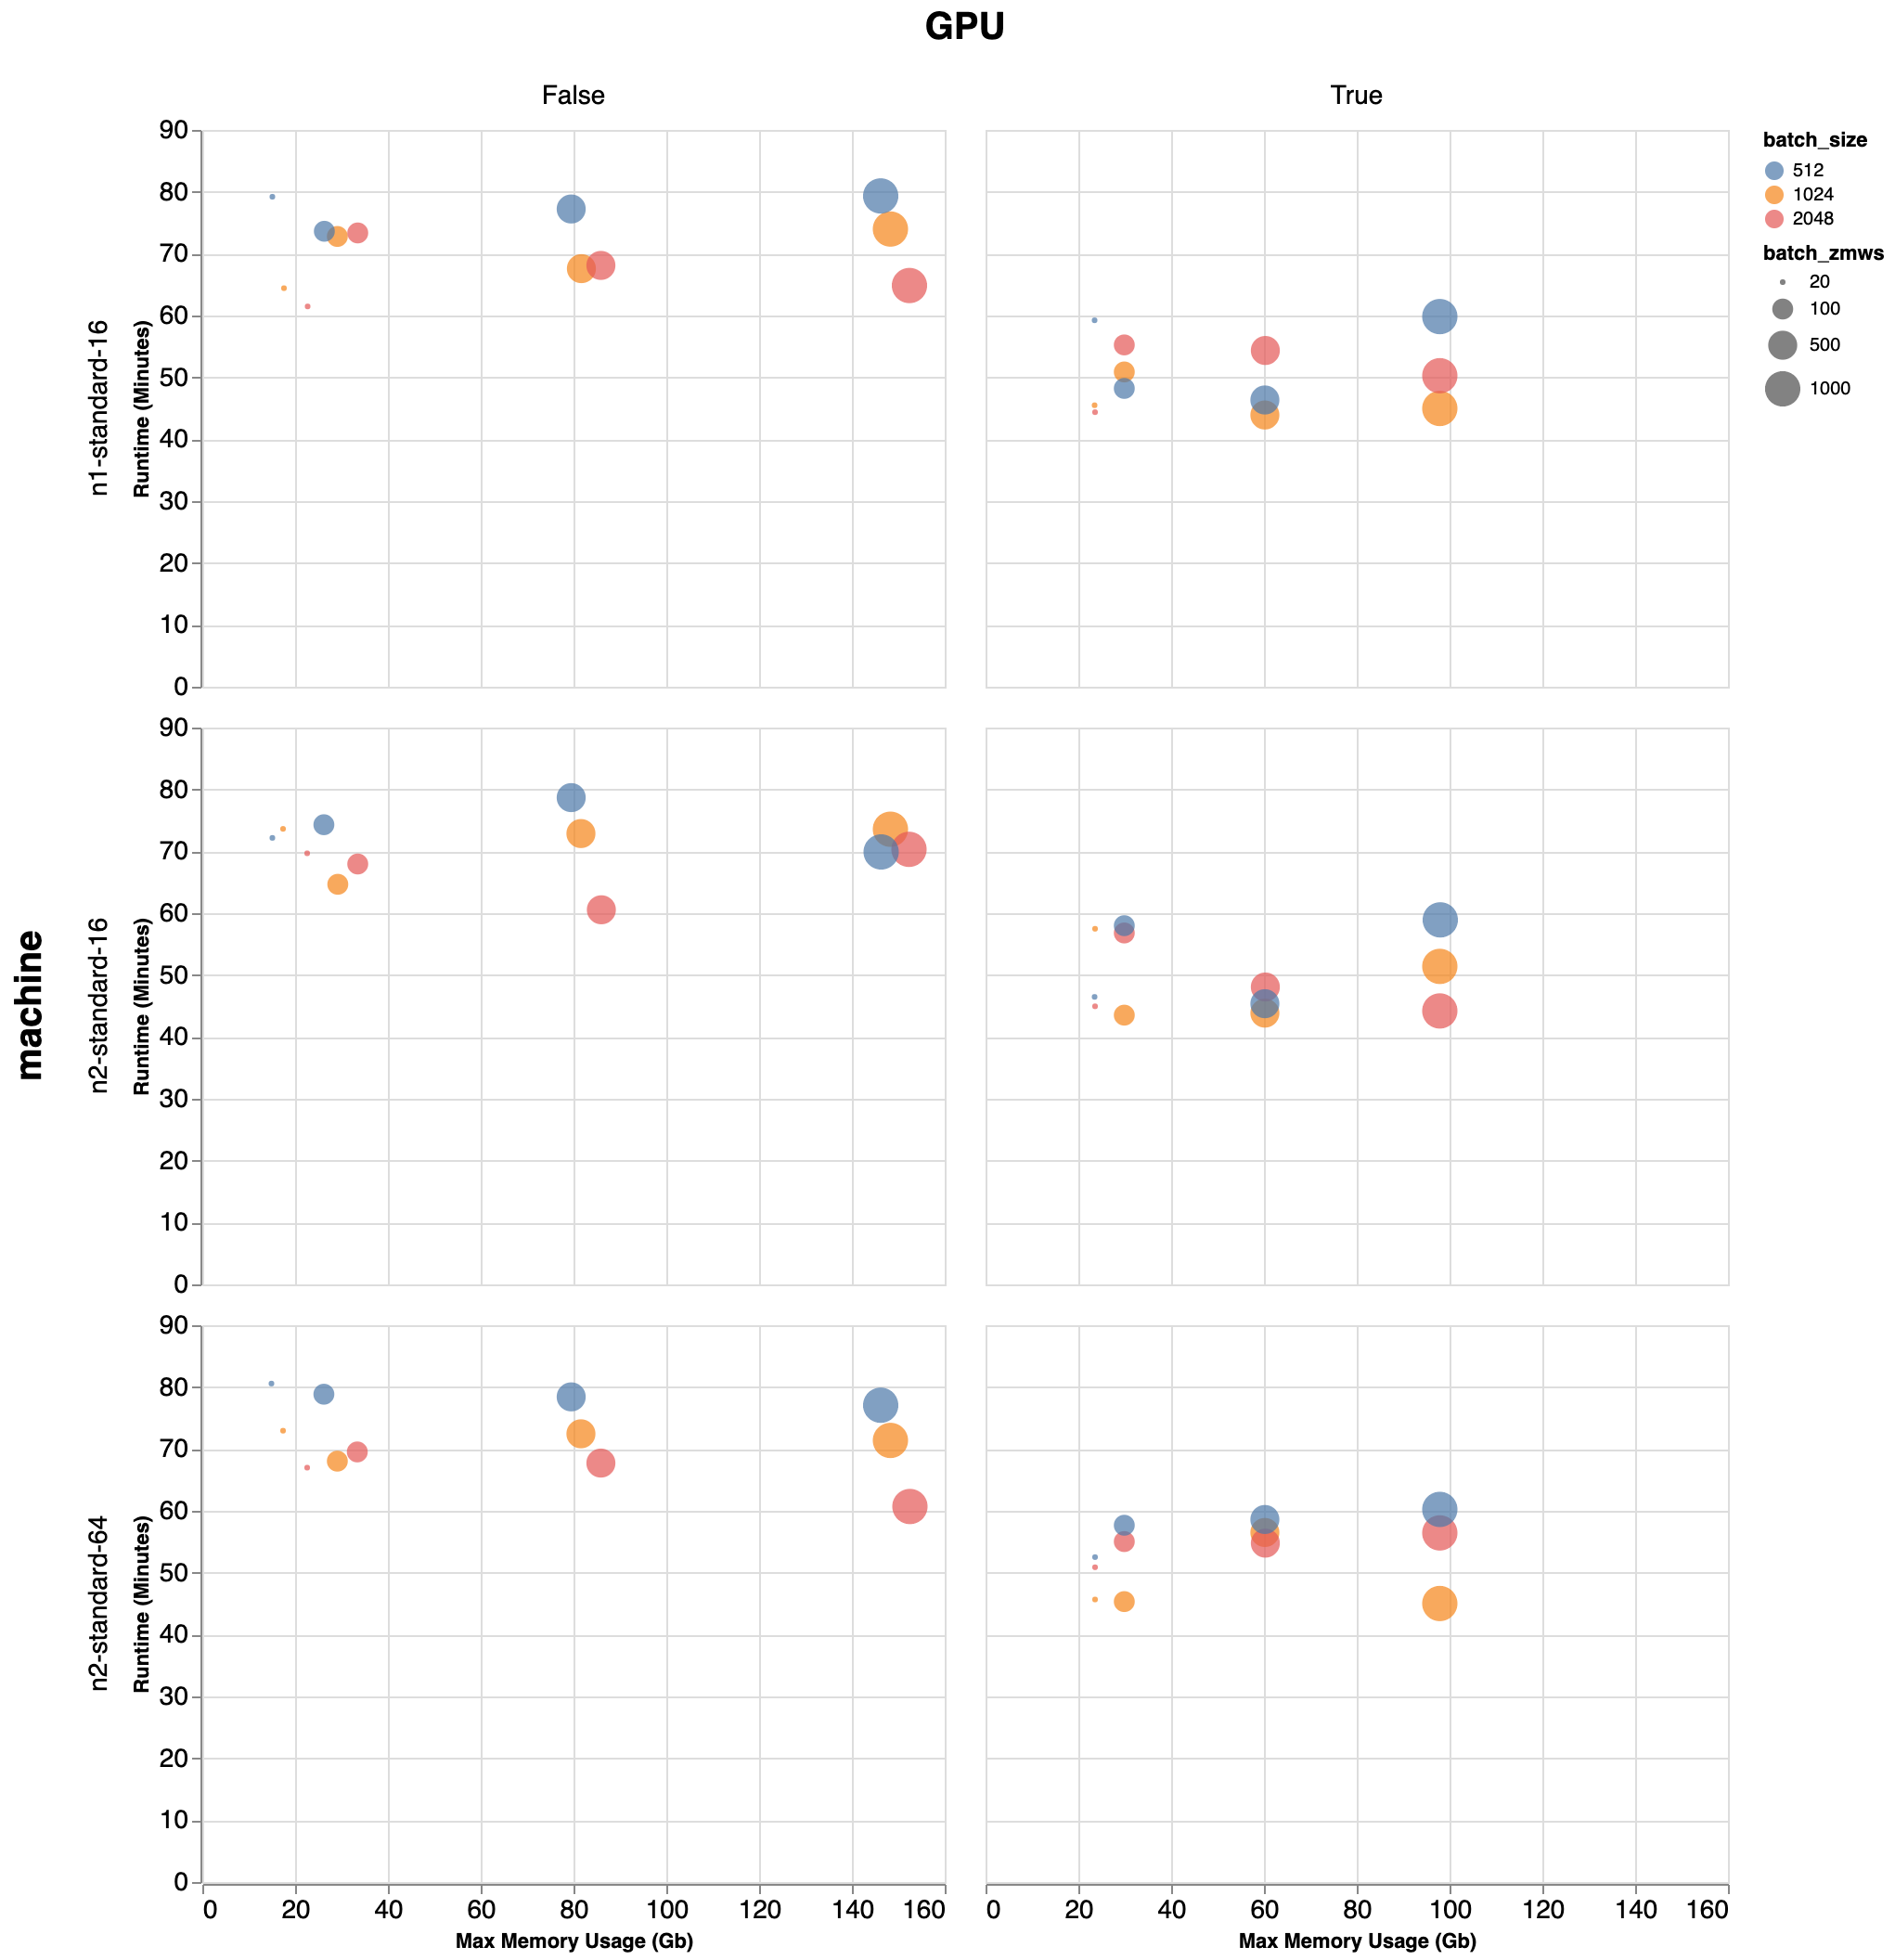 GPU
False
True
90
80
70
60
50
40
30
20
10
0
n1-standard-16
Runtime (Minutes)
batch_size
512
1024
2048
batch_zmws
20
100
500
1000
machine
90
80
70
60
50
40
30
20
10
0
n2-standard-16
Runtime (Minutes)
90
80
70
60
50
40
30
20
10
0
n2-standard-64
Runtime (Minutes)
0 20 40 60 80 100 120 140 160
0 20 40 60 80 100 120 140 160
Max Memory Usage (Gb)
Max Memory Usage (Gb)